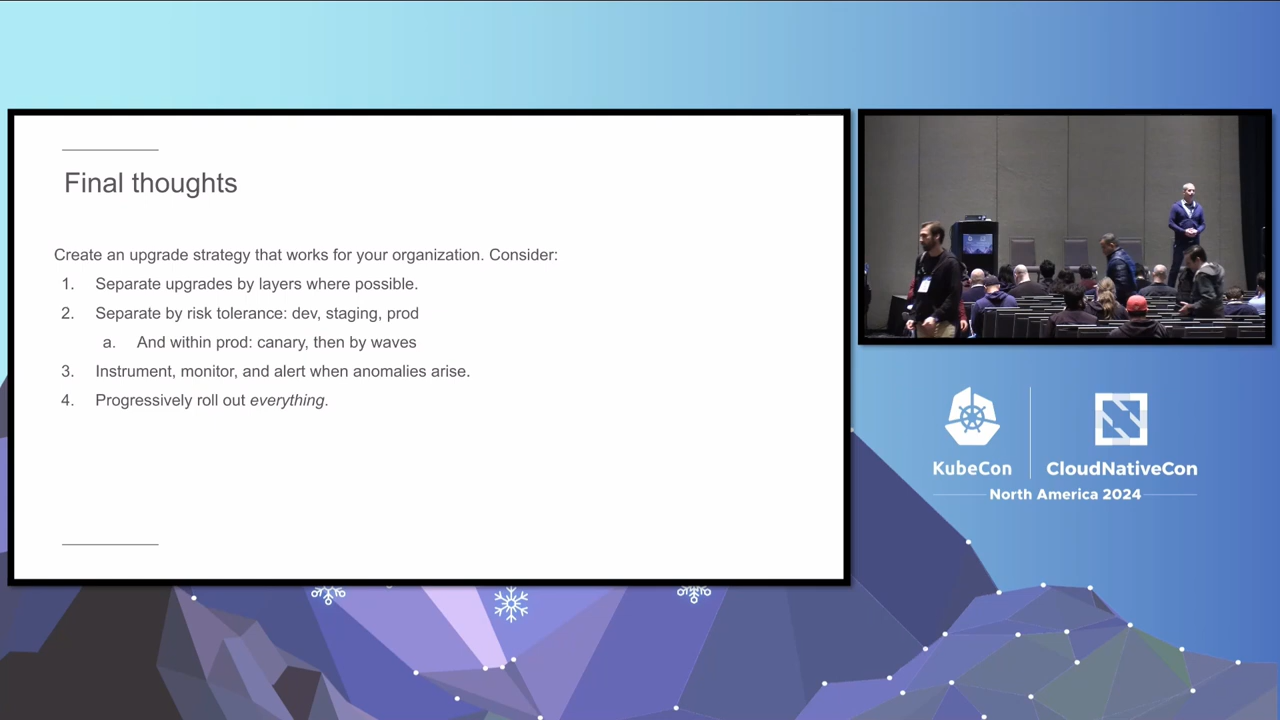 Final thoughts
Create an upgrade strategy that works for your organization. Consider:
1. Separate upgrades by layers where possible.
2. Separate by risk tolerance: dev, staging, prod
a. And within prod: canary, then by waves
3. Instrument, monitor, and alert when anomalies arise.
4. Progressively roll out everything.
KubeCon
CloudNativeCon
North America 2024